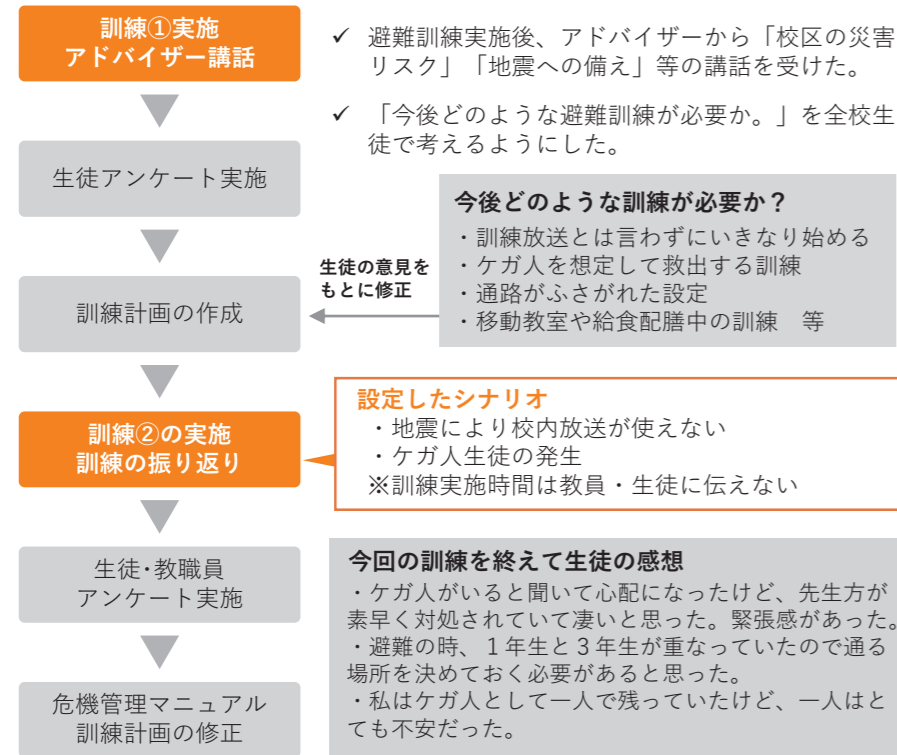 訓練①実施
アドバイザー講話
✓ 避難訓練実施後、アドバイザーから「校区の災害
リスク」「地震への備え」等の講話を受けた。
✓ 「今後どのような避難訓練が必要か。」を全校生
徒で考えるようにした。
生徒アンケート実施
今後どのような訓練が必要か？
・訓練放送とは言わずにいきなり始める
・ケガ人を想定して救出する訓練
・通路がふさがれた設定
・移動教室や給食配膳中の訓練　等
生徒の意見を
もとに修正
訓練計画の作成
訓練②の実施
訓練の振り返り
設定したシナリオ
・地震により校内放送が使えない
・ケガ人生徒の発生
※訓練実施時間は教員・生徒に伝えない
生徒・教職員
アンケート実施
今回の訓練を終えて生徒の感想
・ケガ人がいると聞いて心配になったけど、先生方が
素早く対処されていて凄いと思った。緊張感があった。
・避難の時、１年生と３年生が重なっていたので通る
場所を決めておく必要があると思った。
・私はケガ人として一人で残っていたけど、一人はと
ても不安だった。
危機管理マニュアル
訓練計画の修正